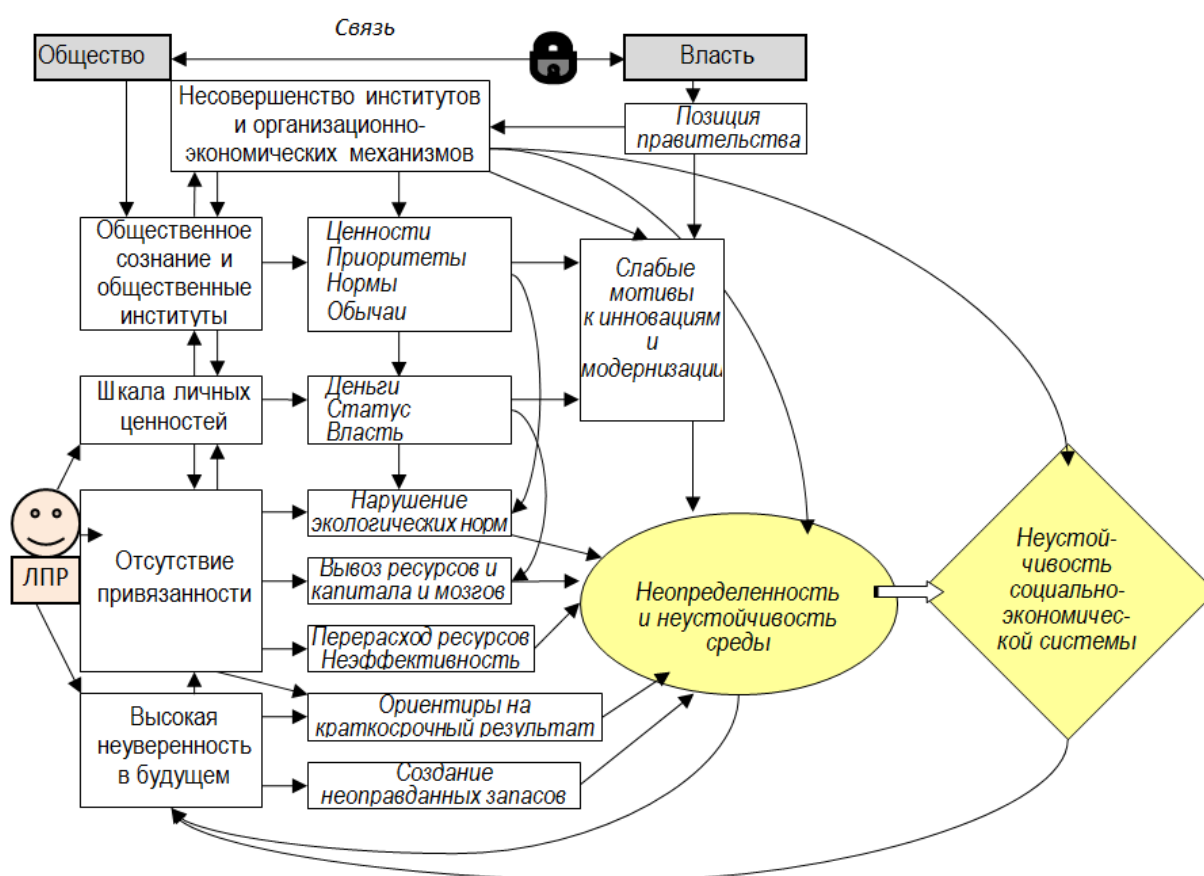 Связь
Общество
Власть
Несовершенство институтов
и организационно-
экономических механизмов
Позиция
правительства
Общественное
сознание и
общественные
институты
Ценности
Приоритеты
Нормы
Обычаи
Слабые
мотивы
к инновациям
и
модернизации
Шкала личных
ценностей
Деньги
Статус
Власть
ЛПР
Отсутствие
привязанности
Нарушение
экологических норм
Вывоз ресурсов и
капитала и мозгов
Перерасход ресурсов
Неэффективность
Неопределенность
и неустойчивость
среды
Неустой-
чивость
социально-
экономичес-
кой системы
Высокая
неуверенность
в будущем
Ориентиры на
краткосрочный результат
Создание
неоправданных запасов